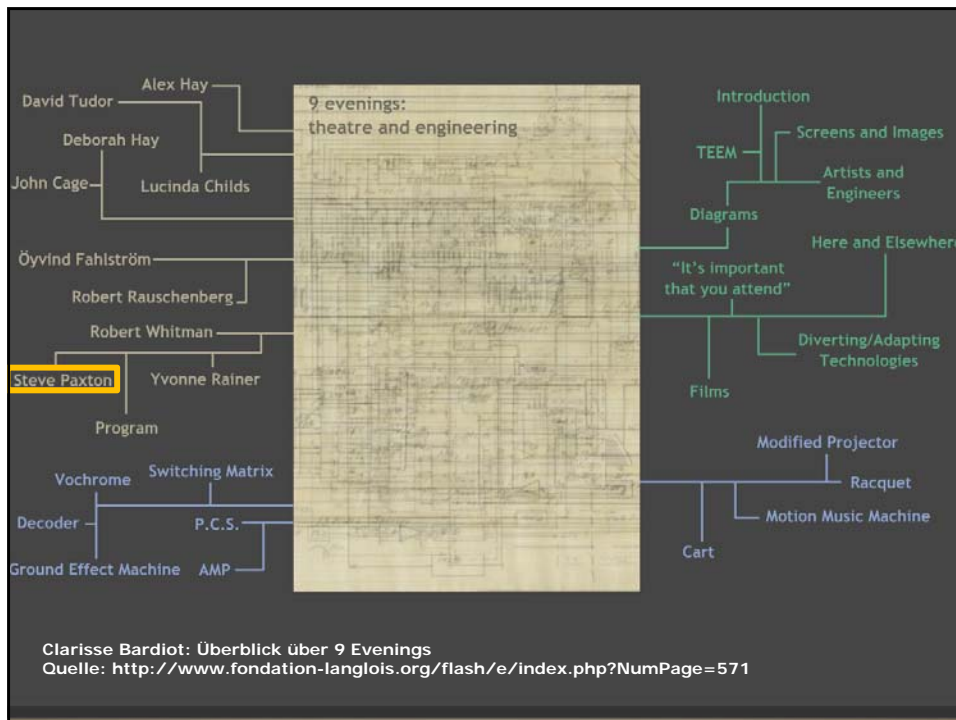 Alex Hay
David Tudor
Deborah Hay
John Cage
Lucinda Childs
Öyvind Fahlström
Robert Rauschenberg
Robert Whitman
Steve Paxton
Yvonne Rainer
Program
Switching Matrix
Vochrome
Decoder
P.C.S.
Ground Effect Machine
AMP
9 evenings:
theatre and engineering
Introduction
Screens and Images
TEEM
Artists and
Engineers
Diagrams
Here and Elsewhere
"It's important
that you attend"
Diverting/Adapting
Technologies
Films
Modified Projector
Racquet
Motion Music Machine
Cart
Clarisse Bardiot: Überblick über 9 Evenings
Quelle: http://www.fondation-langlois.org/flash/e/index.php?NumPage=571